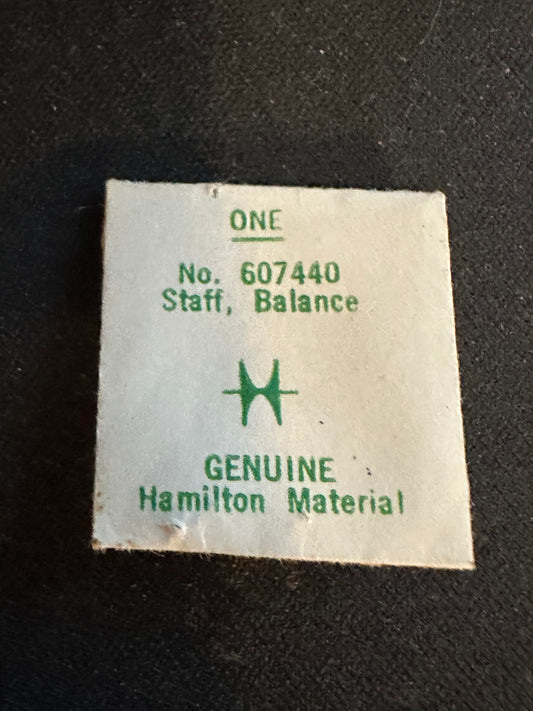 ONE
No. 607440
Staff, Balance
GENUINE
Hamilton Material